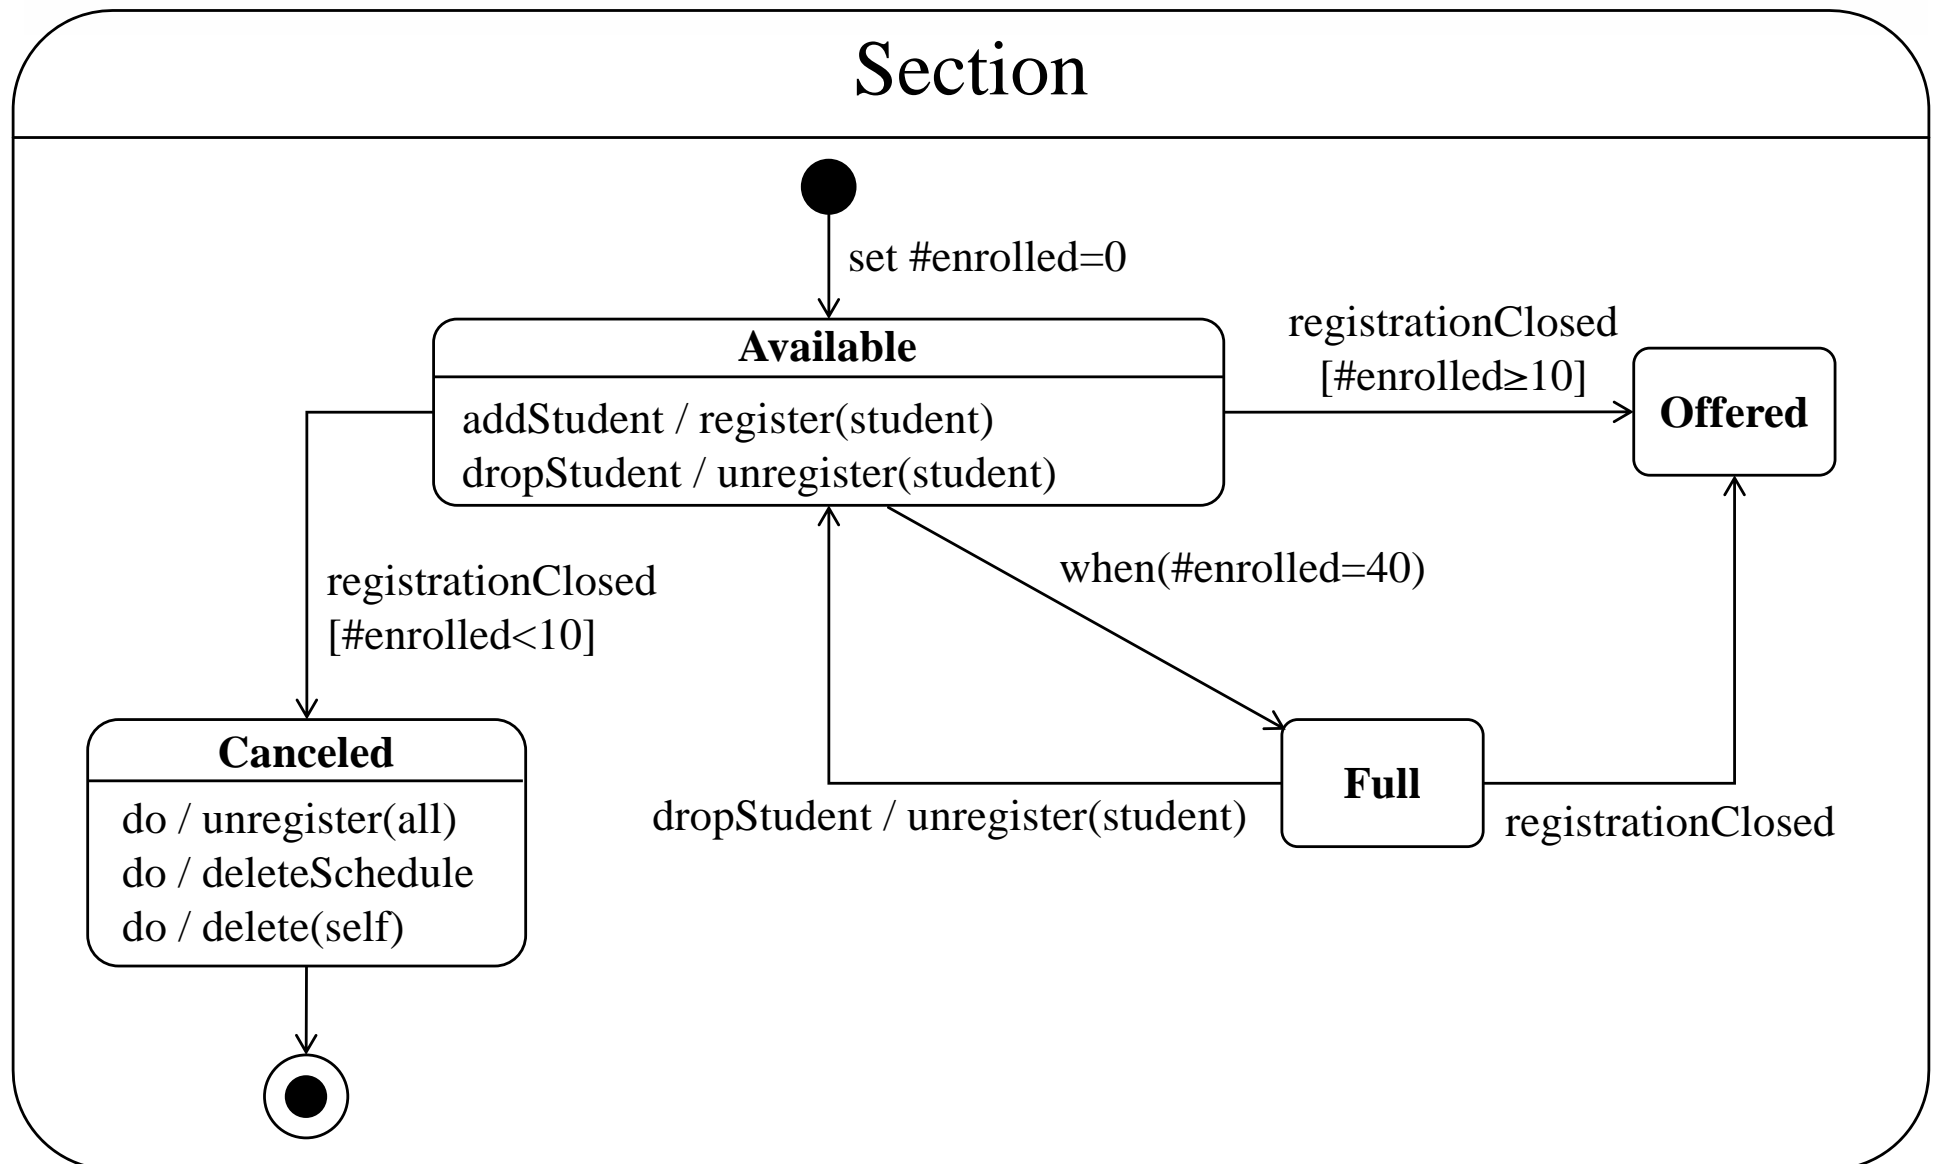 Section
set #enrolled=0
Available
addStudent / register(student)
dropStudent / unregister(student)
registrationClosed
[#enrolled≥10]
Offered
registrationClosed
[#enrolled<10]
when(#enrolled=40)
Canceled
do / unregister(all)
do / deleteSchedule
do / delete(self)
dropStudent / unregister(student)
Full
registrationClosed